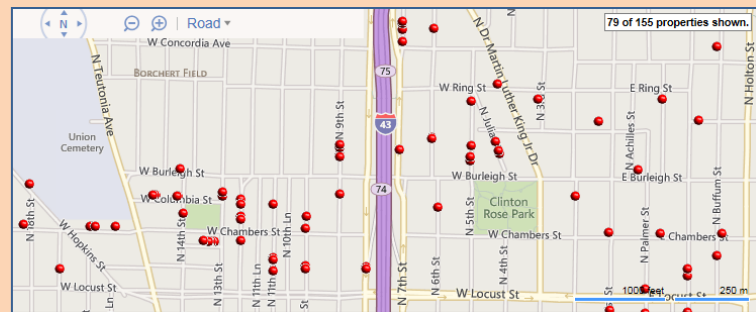 N
Road
79 of 155 properties shown.
W Concordia Ave
BORCHERT FIELD
N Teutonia Ave
75
N Dr Martin Luther King Jr Dr
N Holton St
W Ring St
E Ring St
N 3rd St
43
N 9th St
N Julia
N Achilles St
Union
Cemetery
W Burleigh St
74
W Burleigh St
E Burleigh St
N 18th St
W Columbia St
Clinton
Rose Park
N 5th St
N Buffum St
N Palmer St
W Hopkins St
N 14th St
W Chambers St
N 10th Ln
W Chambers St
E Chambers St
N 13th St
N 11th Ln
N 11th
N 7th St
N 6th St
N 4th St
W Locust St
Ln
W Locust St
E Locust St
1000 feet
250 m